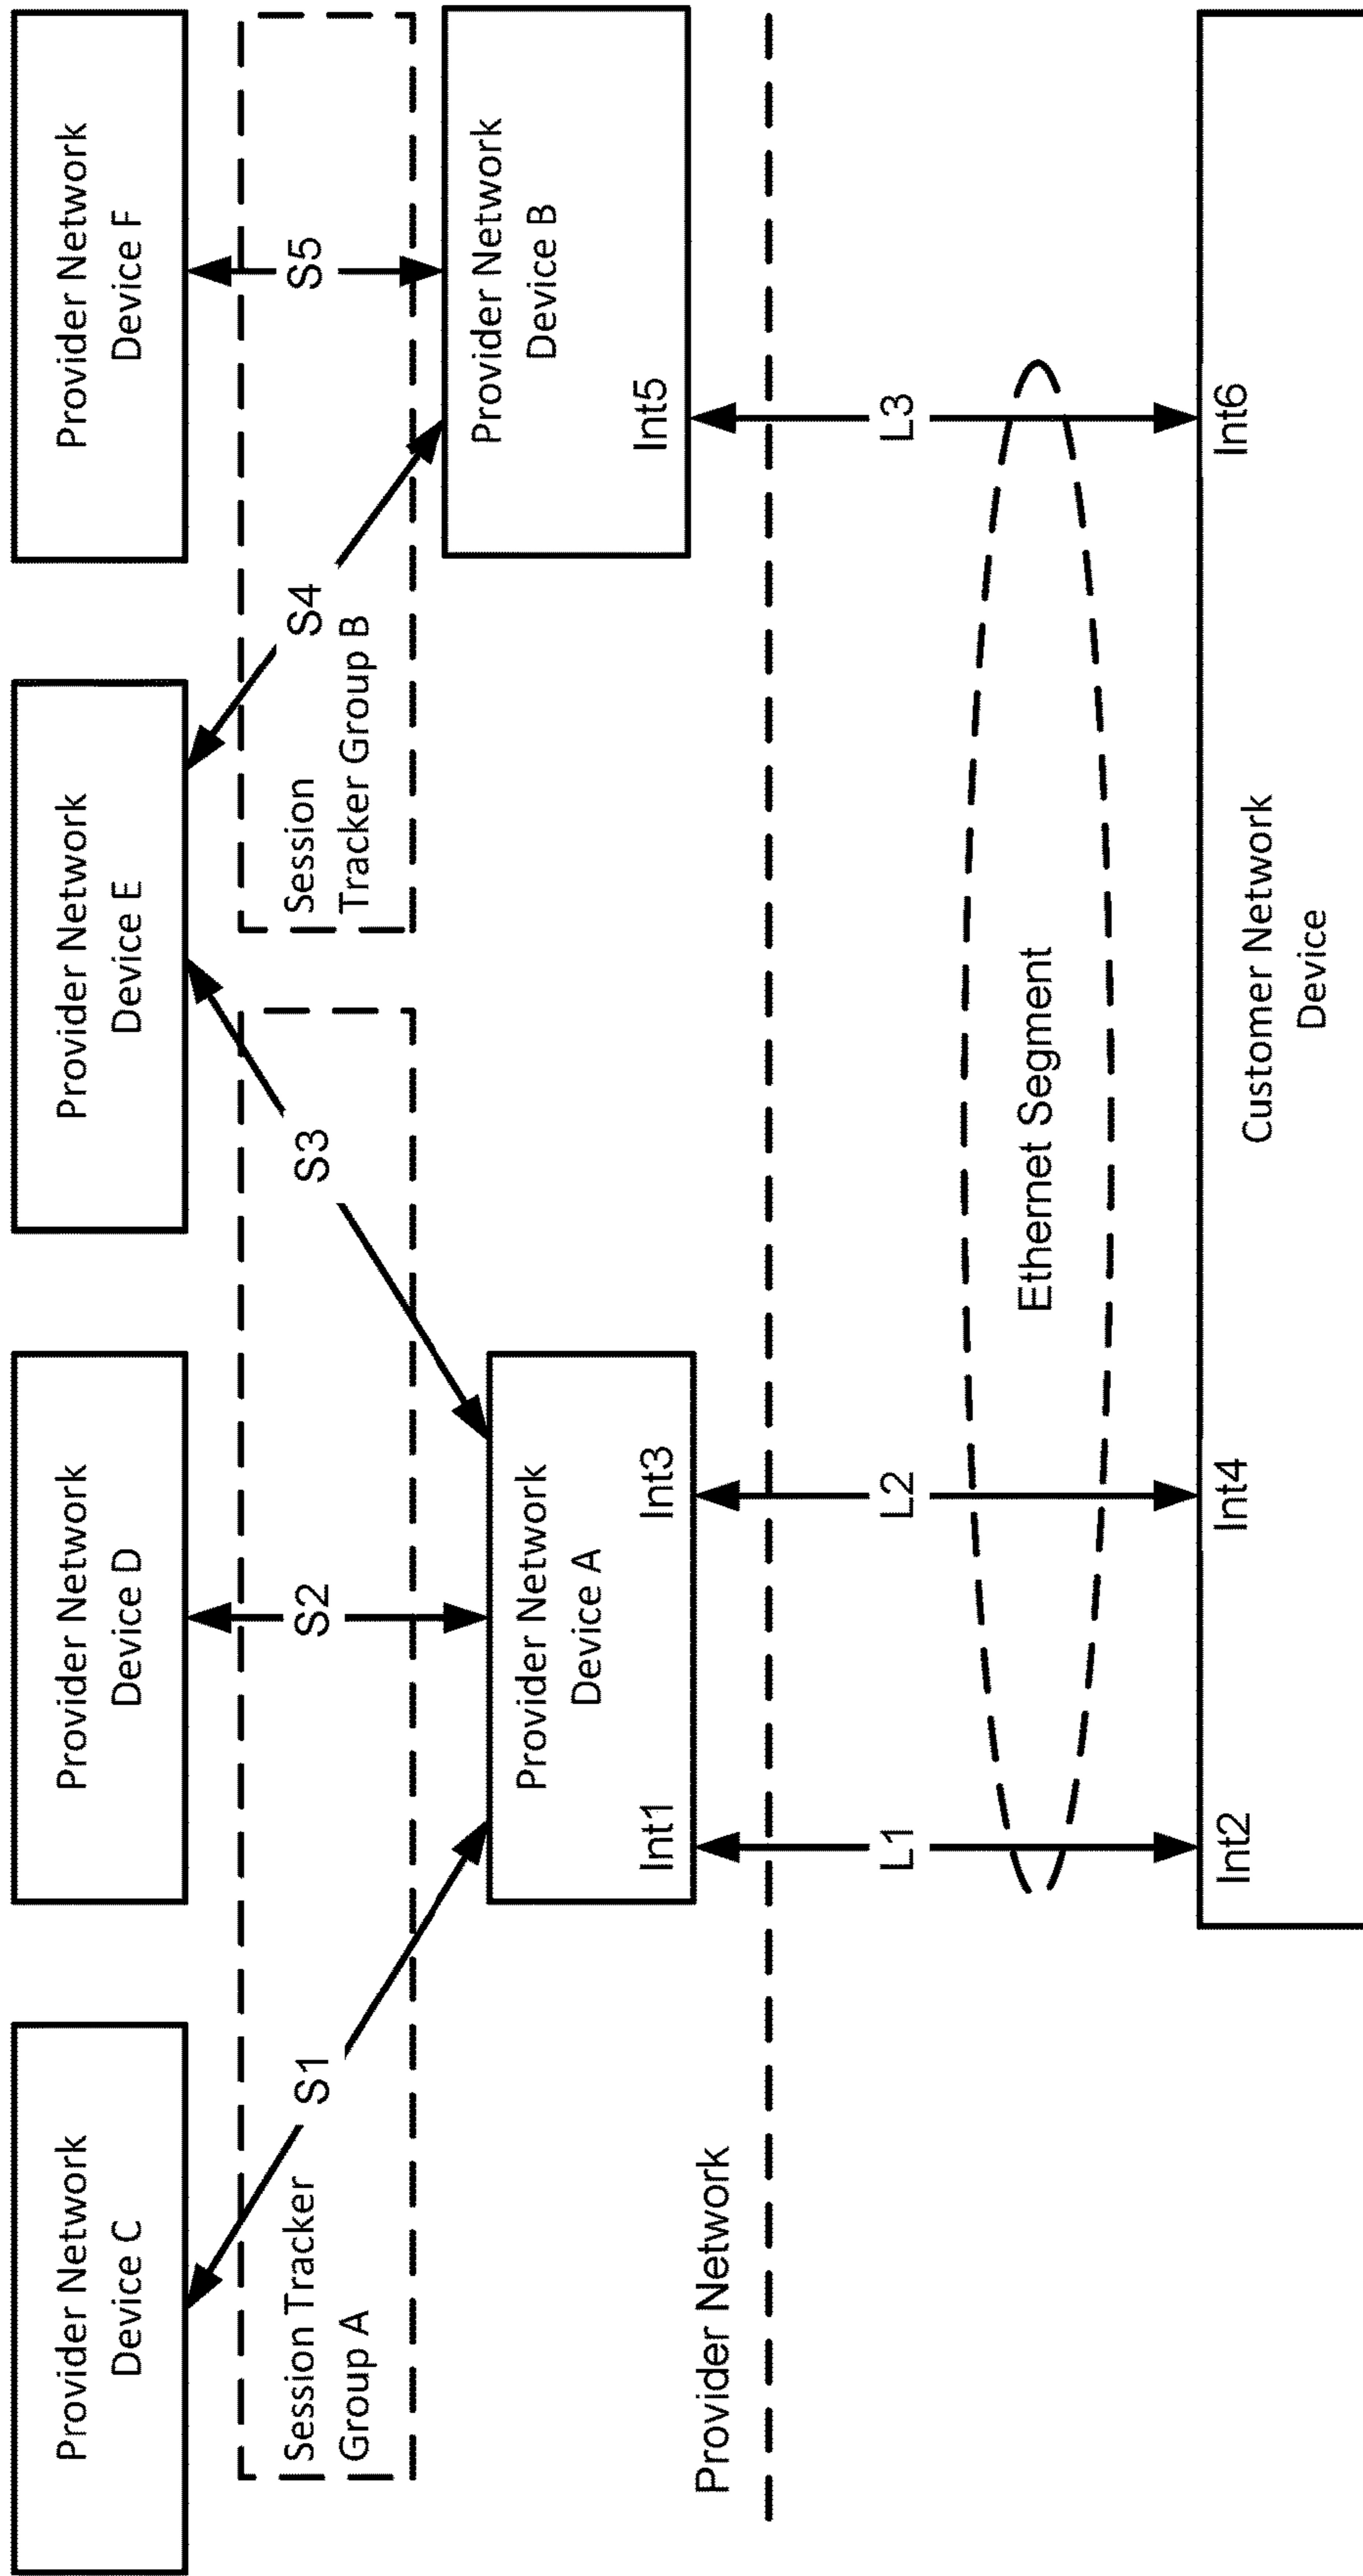 Provider Network
Device C
Provider Network
Device D
Provider Network
Device E
Provider Network
Device F
Session Tracker
Group A
S1
S2
S3
Session
Tracker Group B
S4
S5
Provider Network
Device A
Int1
Int3
Provider Network
Device B
Int5
Provider Network
L1
L2
L3
Ethernet Segment
Int2
Int4
Int6
Customer Network
Device